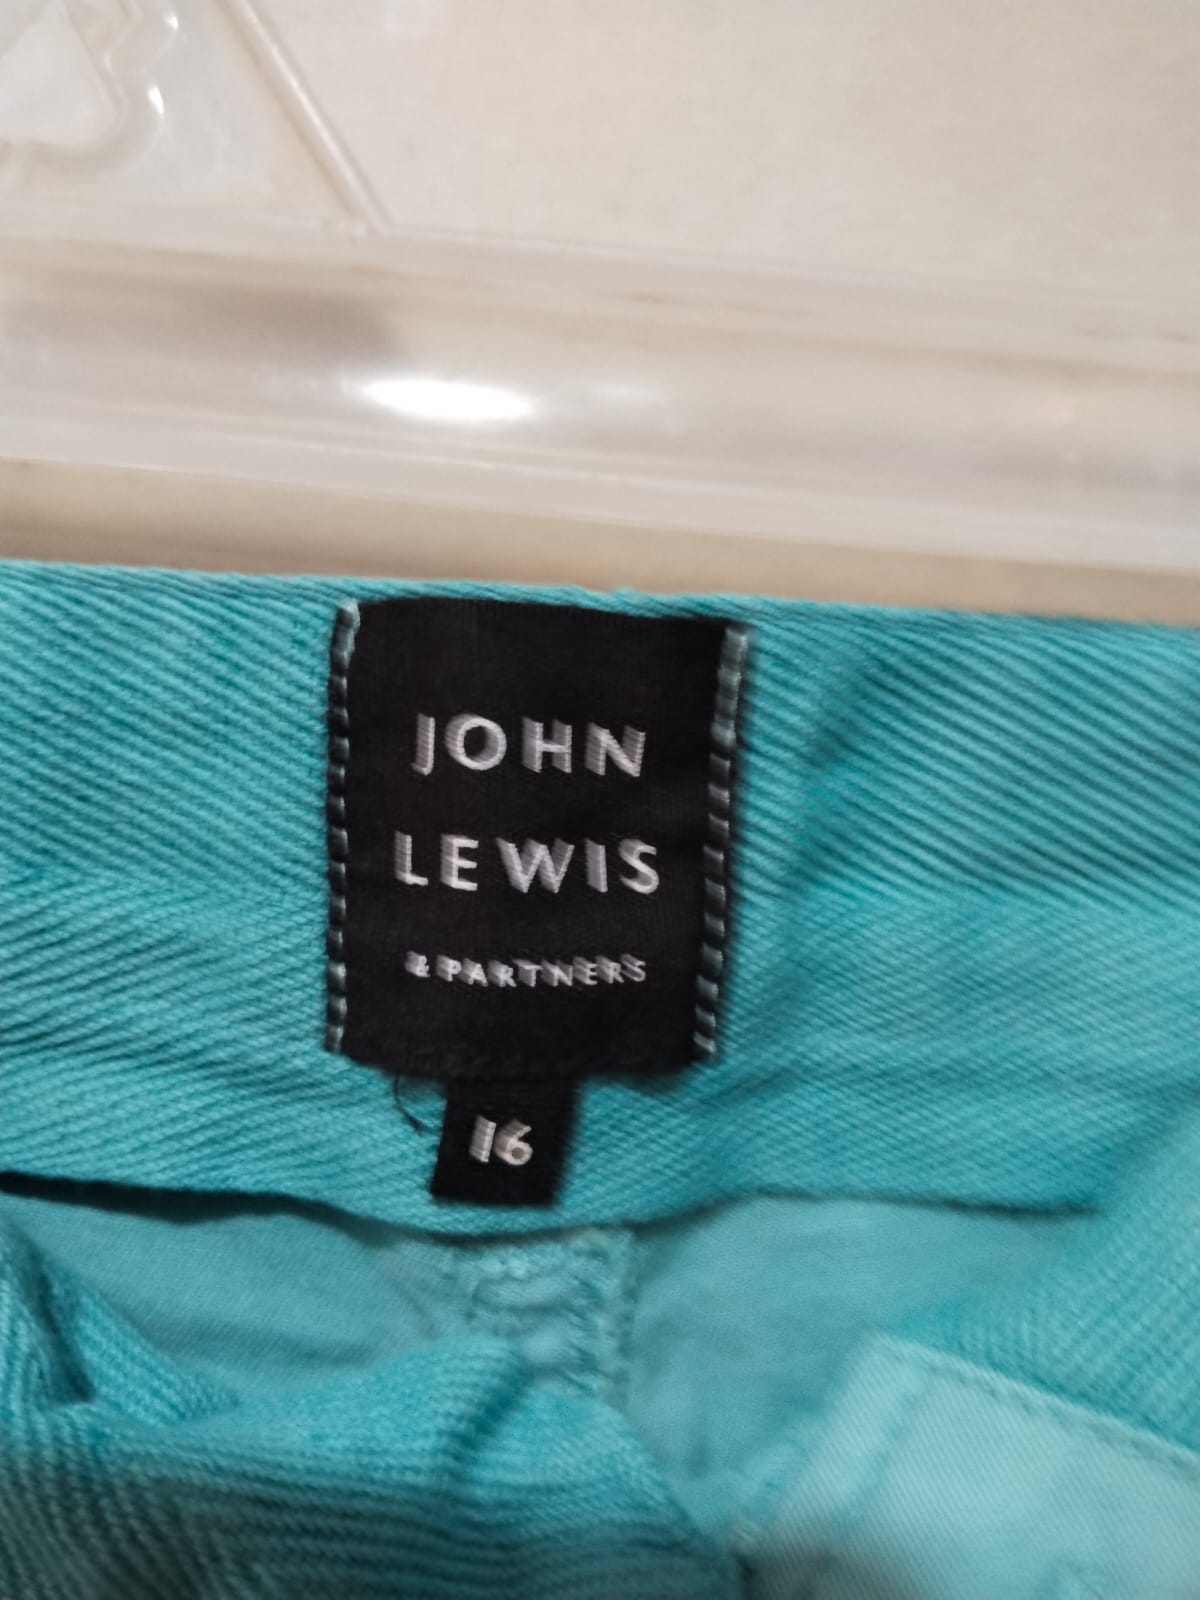 JOHN
LEWIS
& PARTNERS
16